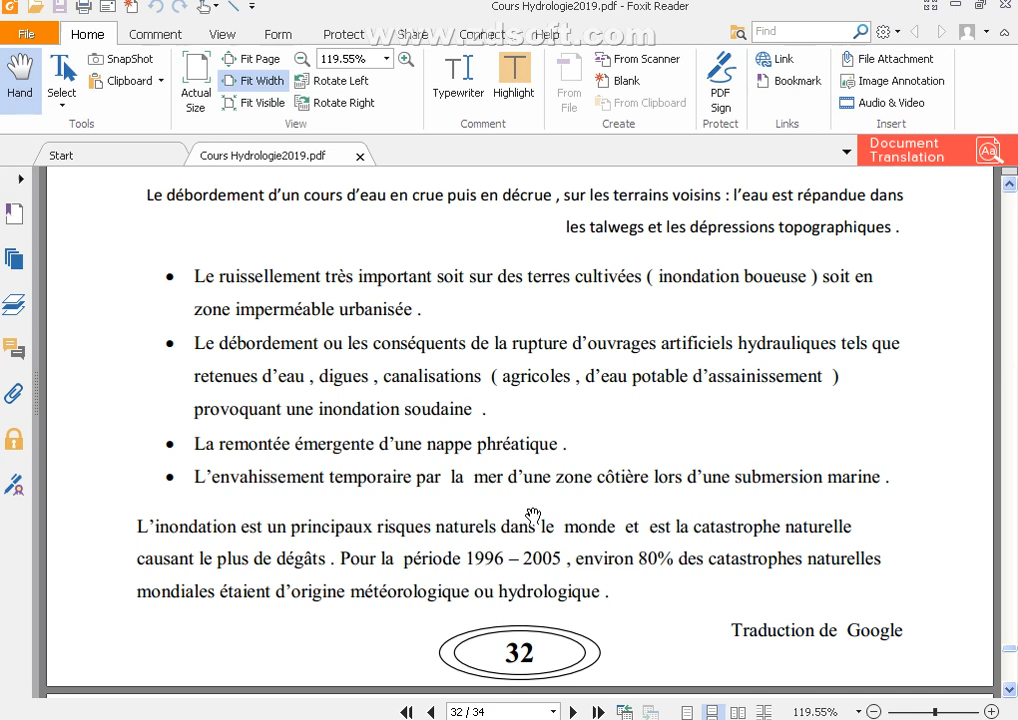 Cours Hydrologie2019.pdf - Foxit Reader
File Home Comment View Form Protect Share Connect Help Find
www.zdsoft.com
Hand
Select
SnapShot
Clipboard
Tools
Actual Size
Fit Page
Fit Width
Fit Visible
119.55%
Rotate Left
Rotate Right
View
Typewriter
Highlight
Comment
From File
From Scanner
Blank
From Clipboard
Create
PDF Sign
Protect
Link
Bookmark
Links
File Attachment
Image Annotation
Audio & Video
Insert
Start
Cours Hydrologie2019.pdf
Document Translation
Le débordement d’un cours d’eau en crue puis en décrue , sur les terrains voisins : l’eau est répandue dans
les talwegs et les dépressions topographiques .
• Le ruissellement très important soit sur des terres cultivées ( inondation boueuse ) soit en
zone imperméable urbanisée .
• Le débordement ou les conséquents de la rupture d’ouvrages artificiels hydrauliques tels que
retenues d’eau , digues , canalisations ( agricoles , d’eau potable d’assainissement )
provoquant une inondation soudaine .
• La remontée émergente d’une nappe phréatique .
• L’envahissement temporaire par la mer d’une zone côtière lors d’une submersion marine .
L’inondation est un principaux risques naturels dans le monde et est la catastrophe naturelle
causant le plus de dégâts . Pour la période 1996 – 2005 , environ 80% des catastrophes naturelles
mondiales étaient d’origine météorologique ou hydrologique .
Traduction de Google
32
32 / 34
119.55%